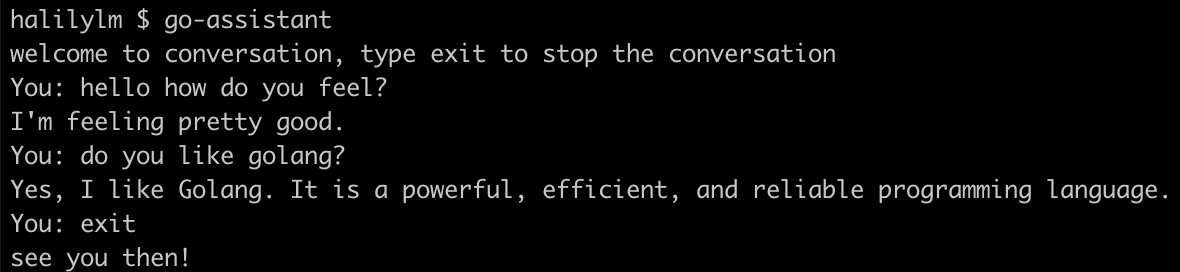 halilylm $ go-assistant
welcome to conversation, type exit to stop the conversation
You: hello how do you feel?
I'm feeling pretty good.
You: do you like golang?
Yes, I like Golang. It is a powerful, efficient, and reliable programming language.
You: exit
see you then!